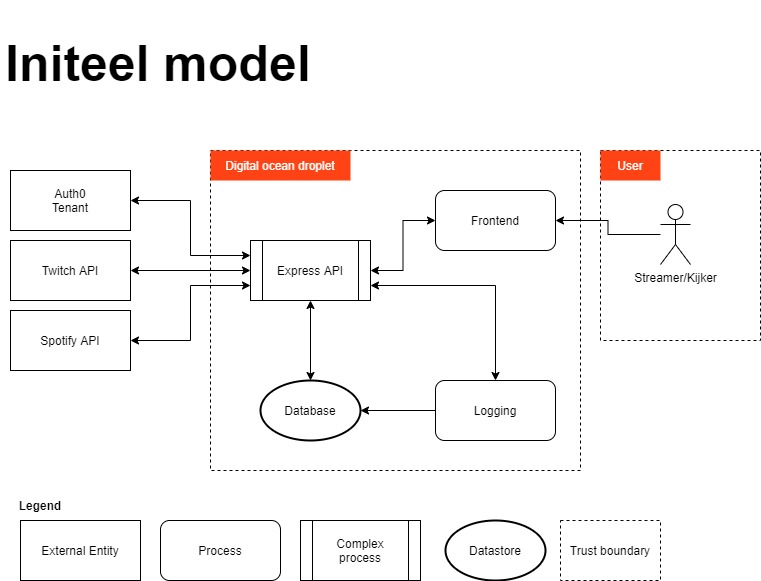 Initeel model
Digital ocean droplet
User
Auth0
Tenant
Frontend
Twitch API
Express API
Streamer/Kijker
Spotify API
Database
Logging
Legend
External Entity
Process
Complex
process
Datastore
Trust boundary